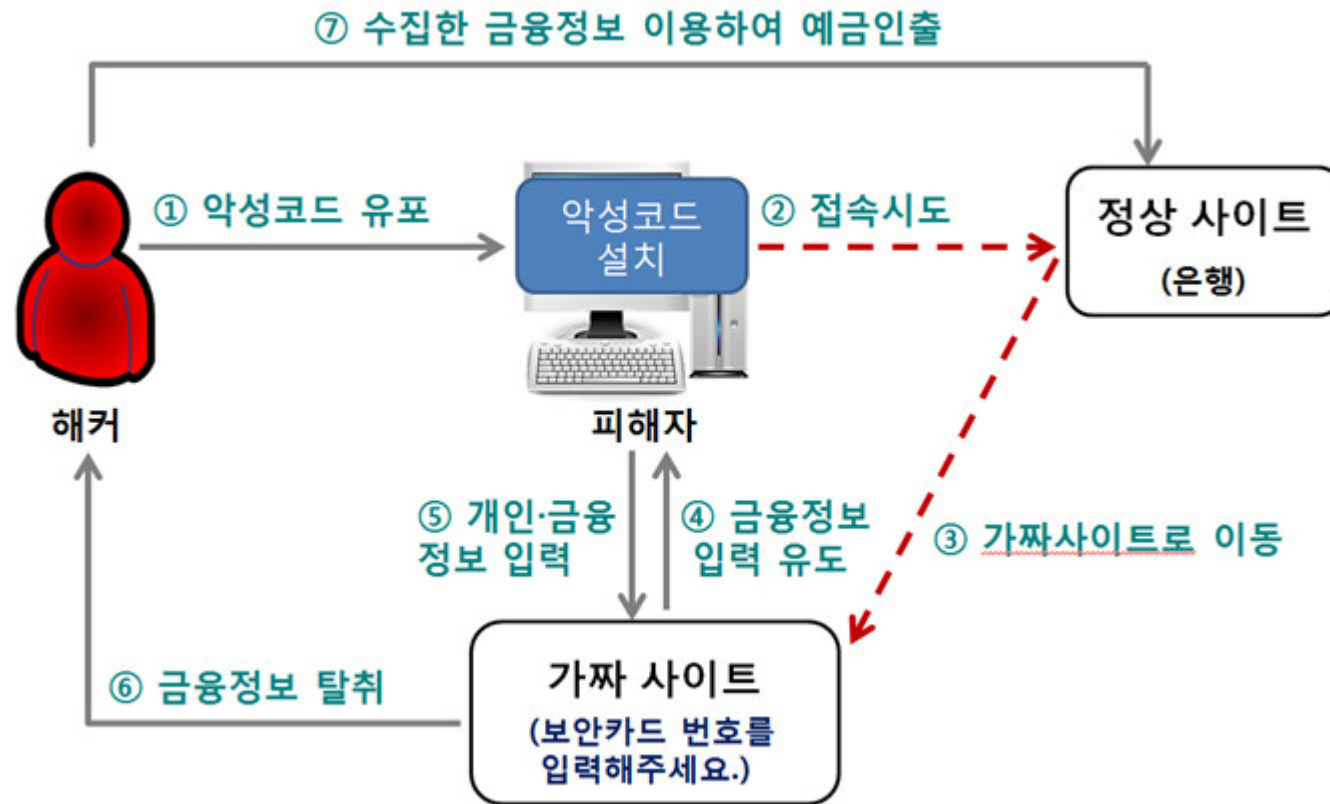 ⑦ 수집한 금융정보 이용하여 예금인출
① 악성코드 유포
악성코드
설치
② 접속시도
정상 사이트
(은행)
해커
피해자
⑤ 개인·금융
정보 입력
④ 금융정보
입력 유도
③ 가짜사이트로 이동
⑥ 금융정보 탈취
가짜 사이트
(보안카드 번호를
입력해주세요.)